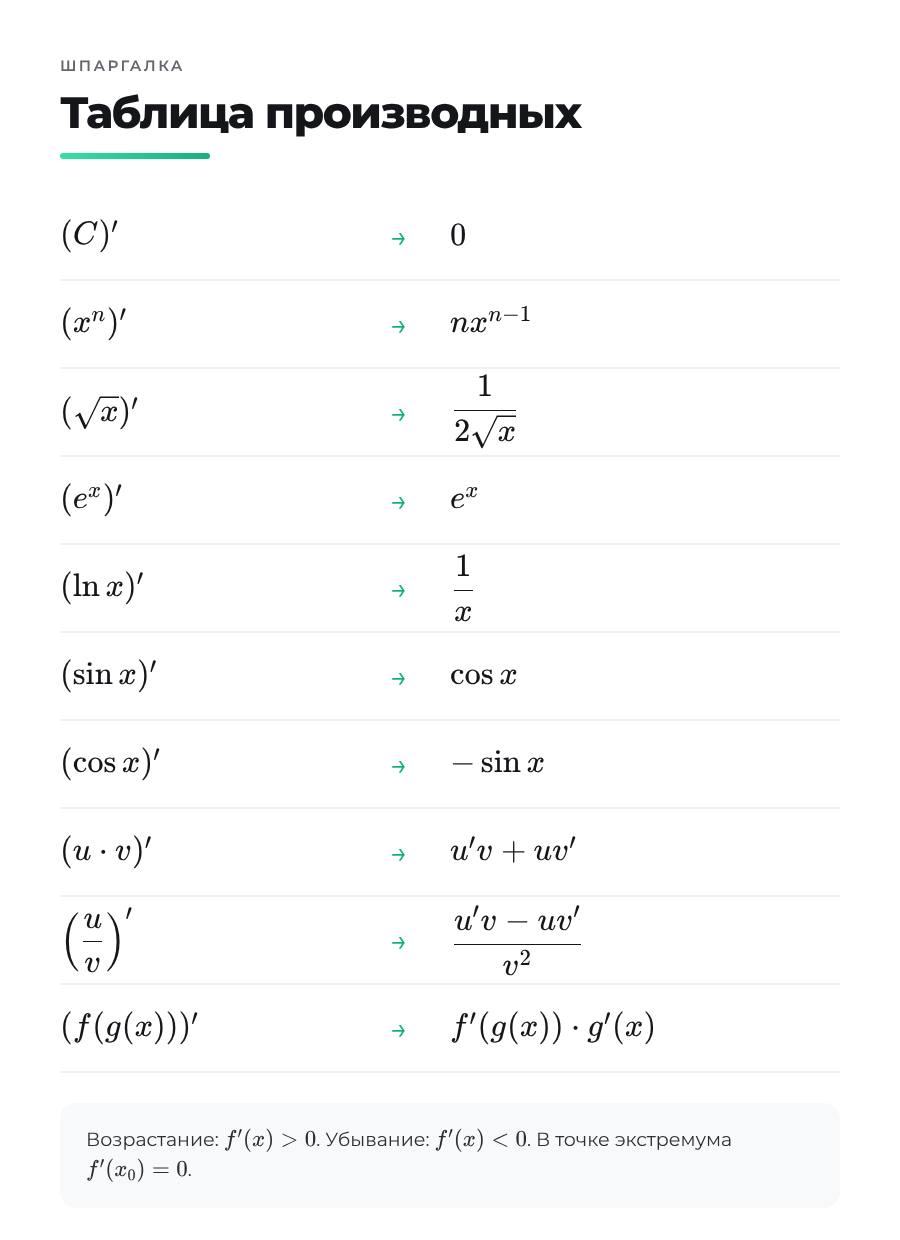 ШПАРГАЛКА
Таблица производных
(C)′ → 0
(xⁿ)′ → nxⁿ⁻¹
(√x)′ → 1/(2√x)
(eˣ)′ → eˣ
(ln x)′ → 1/x
(sin x)′ → cos x
(cos x)′ → − sin x
(u · v)′ → u′v + uv′
(u/v)′ → (u′v − uv′)/v²
(f(g(x)))′ → f′(g(x)) · g′(x)
Возрастание: f′(x) > 0. Убывание: f′(x) < 0. В точке экстремума
f′(x₀) = 0.